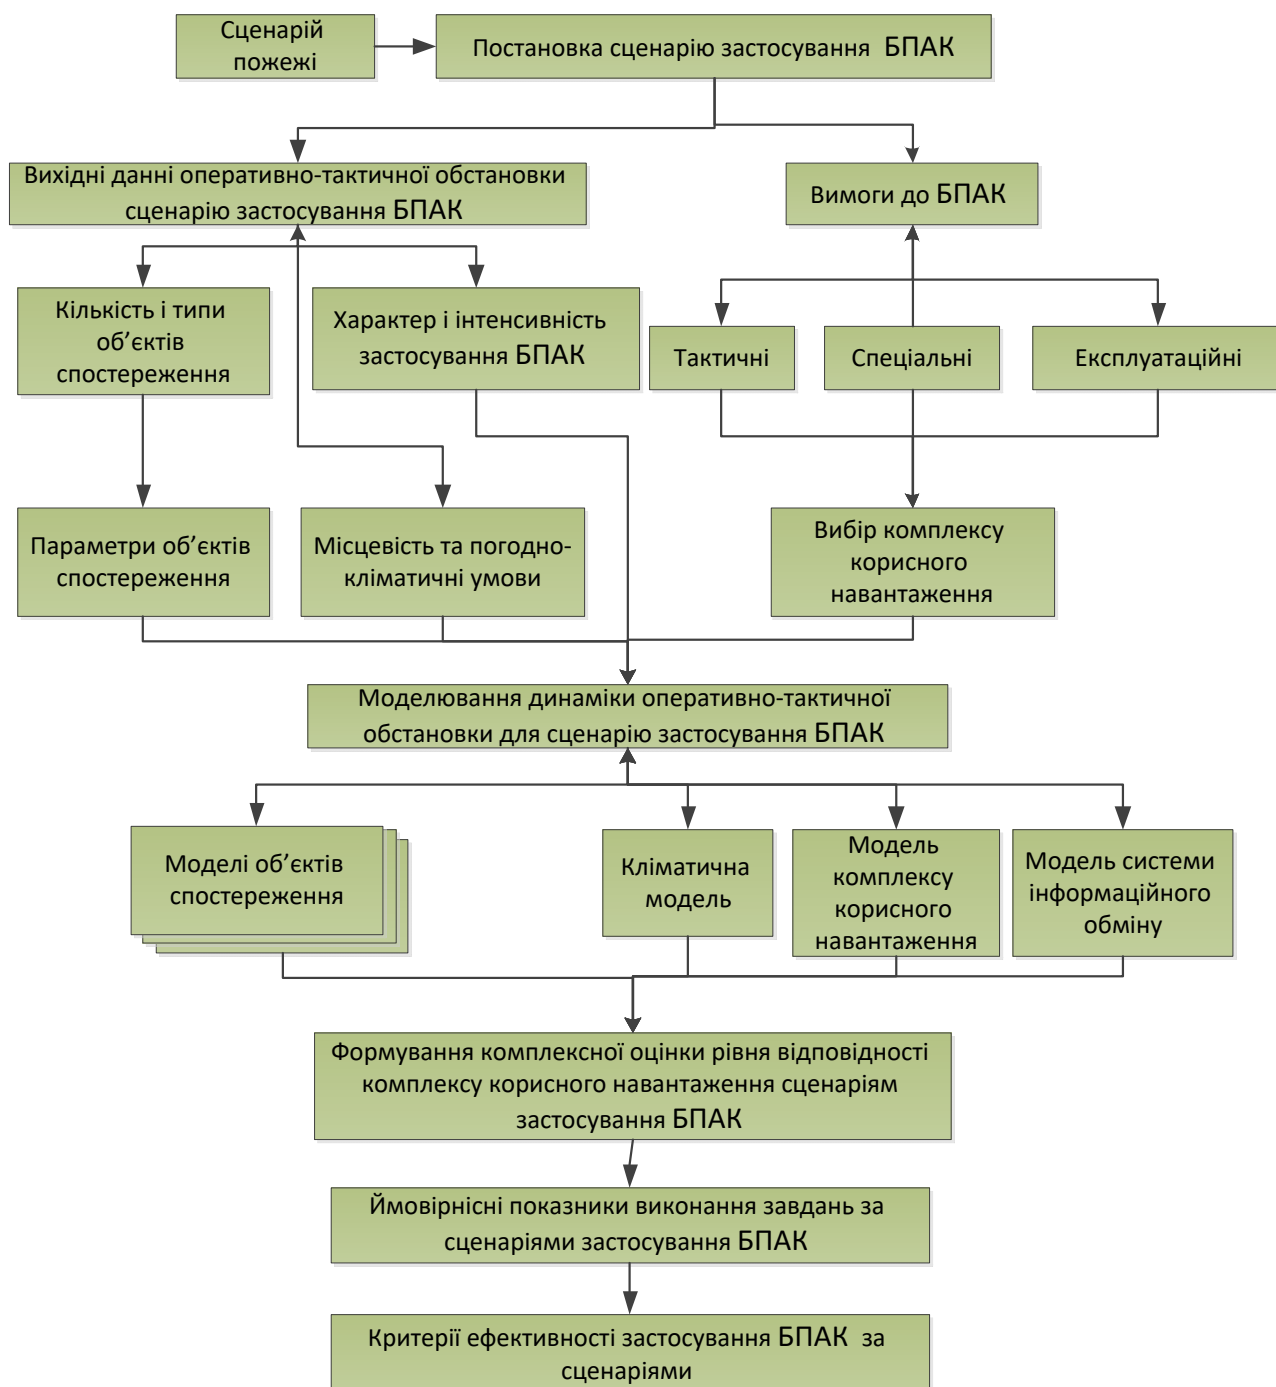 Сценарій
пожежі
Постановка сценарію застосування БПАК
Вихідні данні оперативно-тактичної обстановки
сценарію застосування БПАК
Вимоги до БПАК
Кількість і типи
об’єктів
спостереження
Характер і інтенсивність
застосування БПАК
Тактичні
Спеціальні
Експлуатаційні
Параметри об’єктів
спостереження
Місцевість та погодно-
кліматичні умови
Вибір комплексу
корисного
навантаження
Моделювання динаміки оперативно-тактичної
обстановки для сценарію застосування БПАК
Моделі об’єктів
спостереження
Кліматична
модель
Модель
комплексу
корисного
навантаження
Модель системи
інформаційного
обміну
Формування комплексної оцінки рівня відповідності
комплексу корисного навантаження сценаріям
застосування БПАК
Ймовірнісні показники виконання завдань за
сценаріями застосування БПАК
Критерії ефективності застосування БПАК за
сценаріями